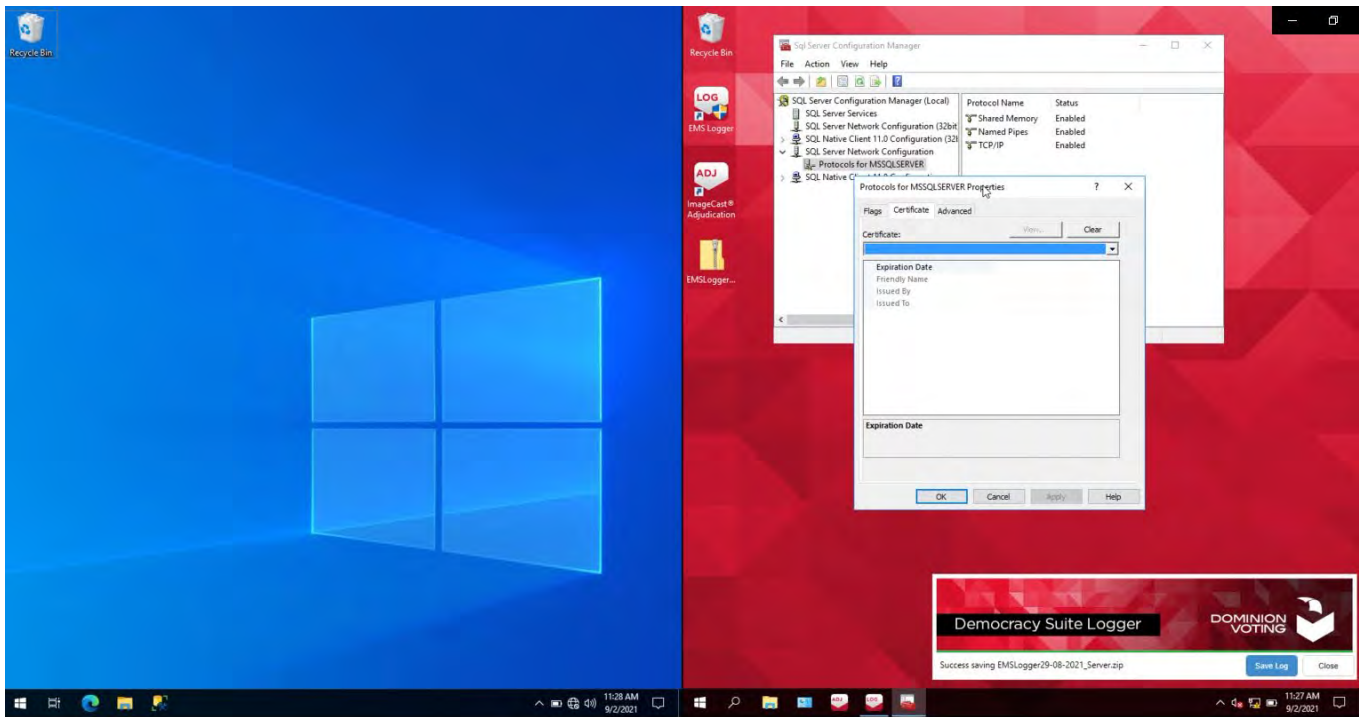 Recycle Bin
11:28 AM
9/2/2021
Recycle Bin
LOG
EMS Logger
ADJ
ImageCast®
Adjudication
EMSLogger...
Sql Server Configuration Manager
File Action View Help
SQL Server Configuration Manager (Local)
SQL Server Services
SQL Server Network Configuration (32bit
SQL Native Client 11.0 Configuration (32
SQL Server Network Configuration
Protocols for MSSQLSERVER
SQL Native
Protocol Name Status
Shared Memory Enabled
Named Pipes Enabled
TCP/IP Enabled
Protocols for MSSQLSERVER Properties
Flags Certificate Advanced
Certificate:
View...
Clear
Expiration Date
Friendly Name
Issued By
Issued To
Expiration Date
OK Cancel Apply Help
Democracy Suite Logger
DOMINION
VOTING
Success saving EMSLogger29-08-2021_Server.zip
Save Log Close
ADJ
LOG
11:27 AM
9/2/2021